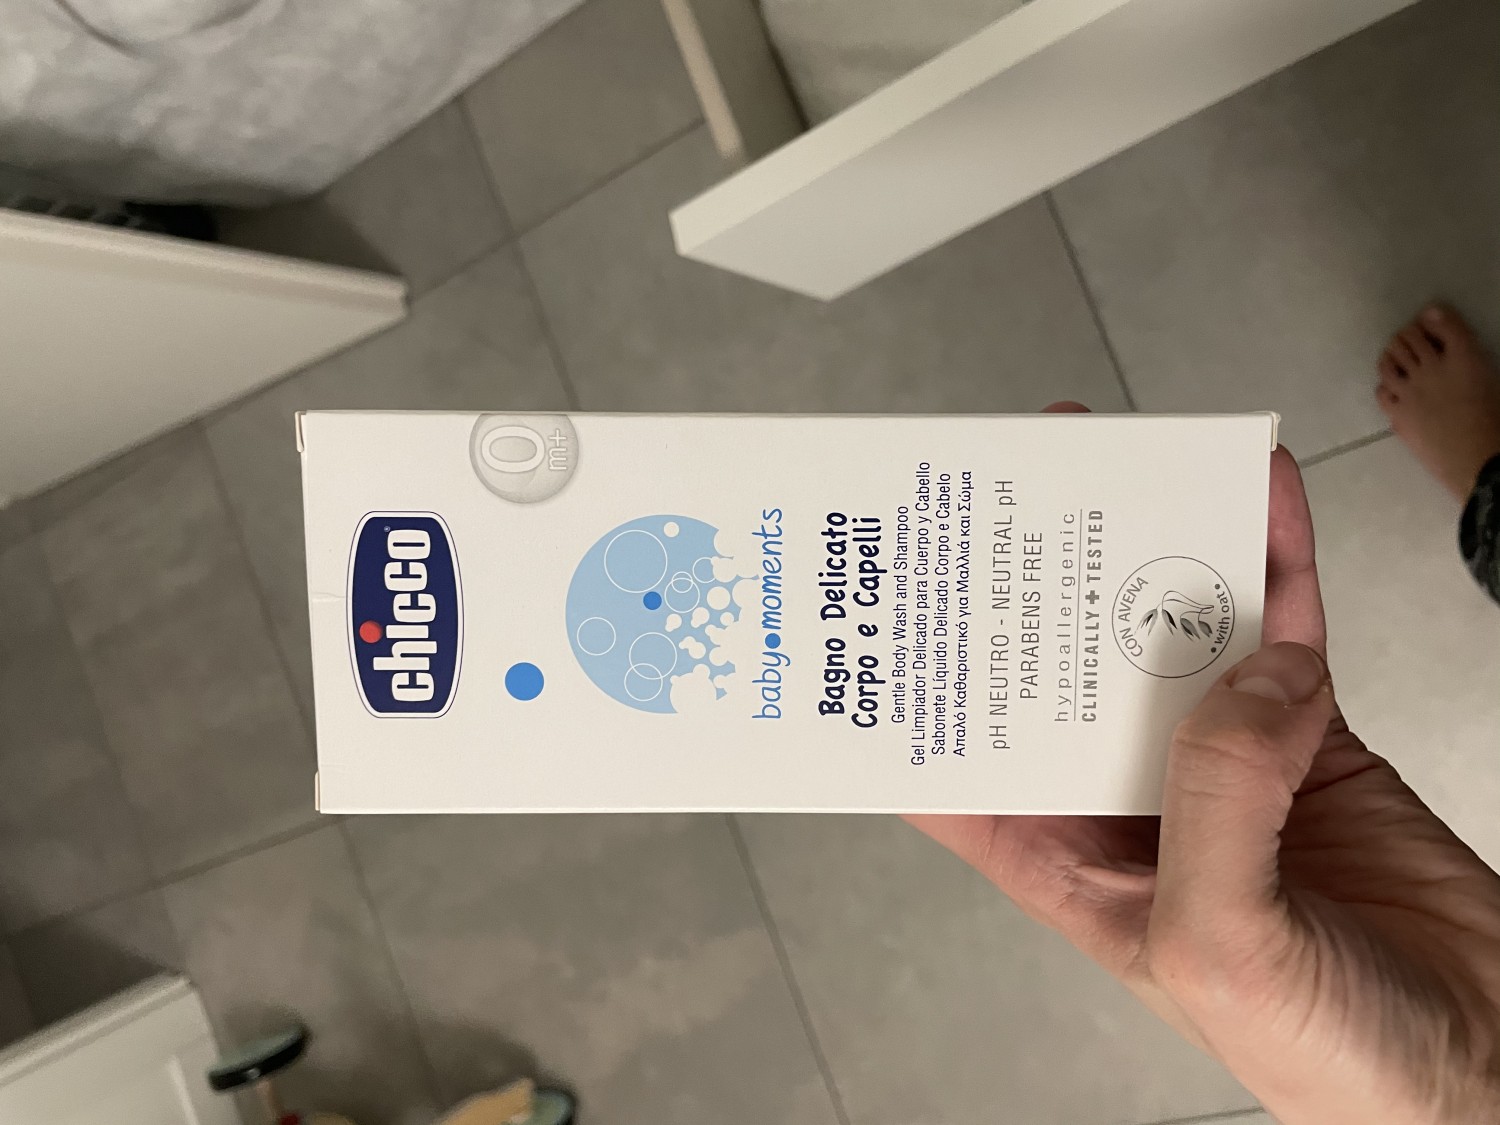 chicco
0
m+
baby moments
Bagno Delicato
Corpo e Capelli
Gentle Body Wash and Shampoo
Gel Limpiador Delicado para Cuerpo y Cabello
Sabonete Líquido Delicado Corpo e Cabelo
Απαλό Καθαριστικό για Μαλλιά και Σώμα
pH NEUTRO - NEUTRAL pH
PARABENS FREE
hypoallergenic
CLINICALLY + TESTED
CON AVENA
• with oat •